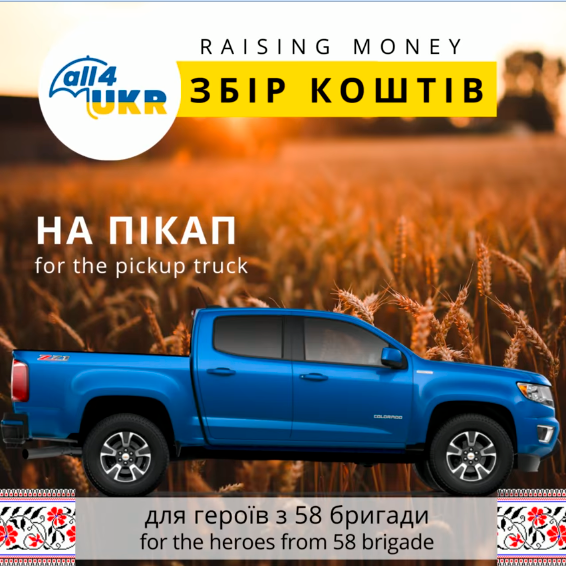 RAISING MONEY
all4
UKR
ЗБІР КОШТІВ
НА ПІКАП
for the pickup truck
Z71
COLORADO
для героїв з 58 бригади
for the heroes from 58 brigade